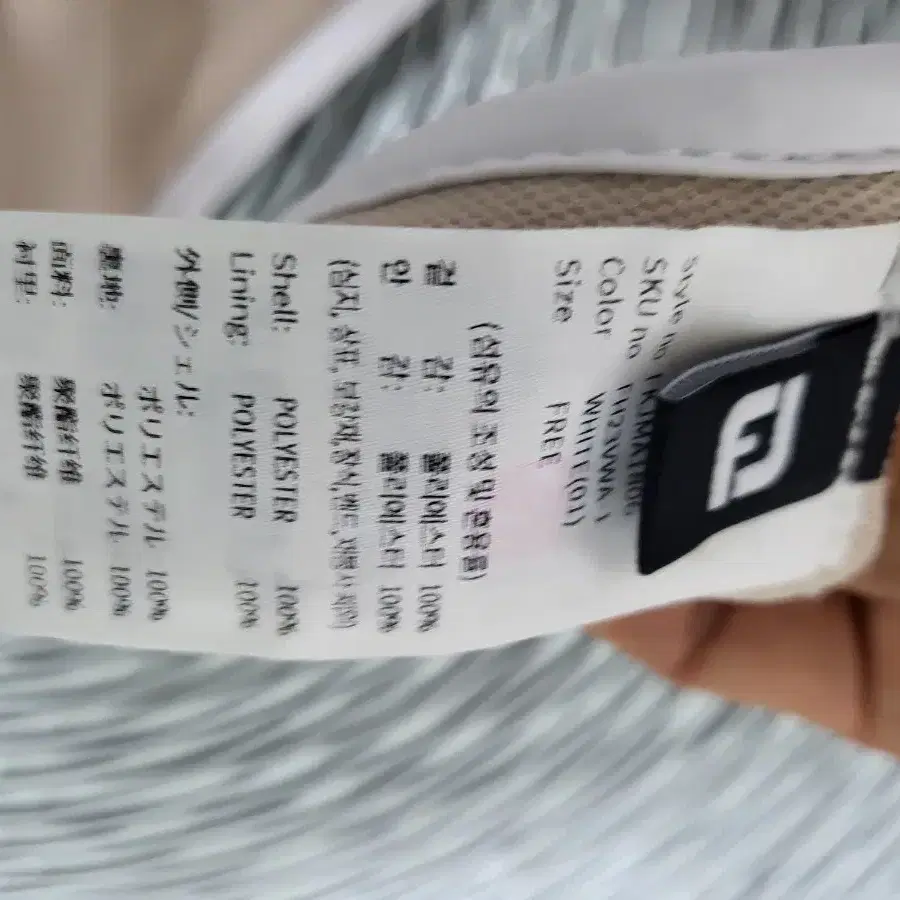 Style no
SKU no
Color WHITE(01)
Size FREE
(섬유의 조성 및 혼용률)
겉 감: 폴리에스터 100%
안 감: 폴리에스터 100%
Shell: POLYESTER 100%
Lining: POLYESTER 100%
外側/シェル:
ポリエステル 100%
裏地: ポリエステル 100%
面料: 聚酯纤维 100%
衬里: 聚酯纤维 100%
FJ